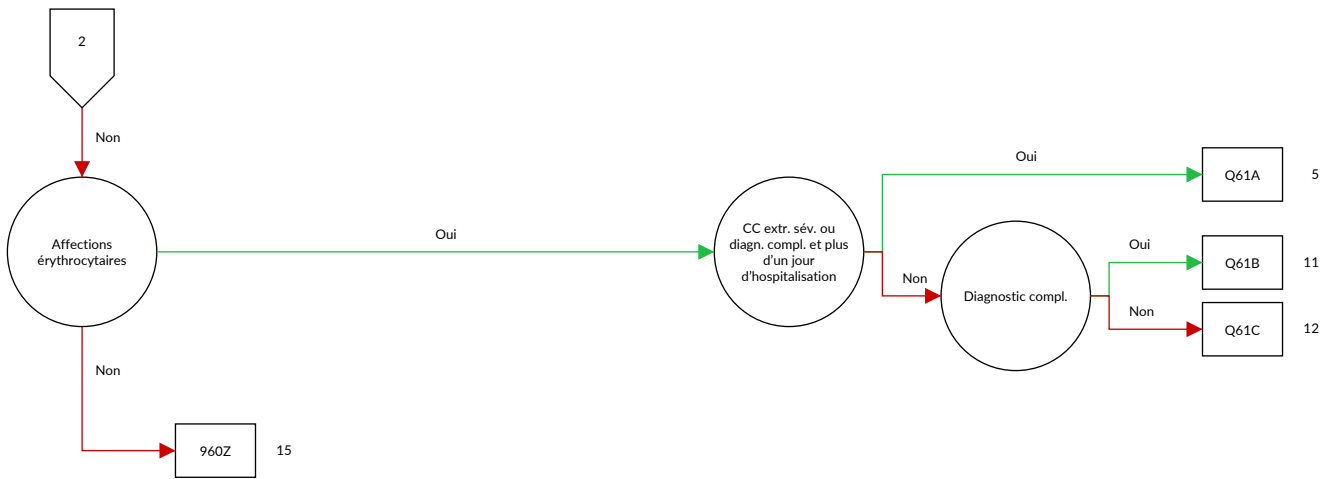 2
Non
Affections
érythrocytaires
Oui
CC extr. sév. ou
diagn. compl. et plus
d'un jour
d'hospitalisation
Oui
Q61A
5
Non
Diagnostic compl.
Oui
Q61B
11
Non
Q61C
12
Non
960Z
15